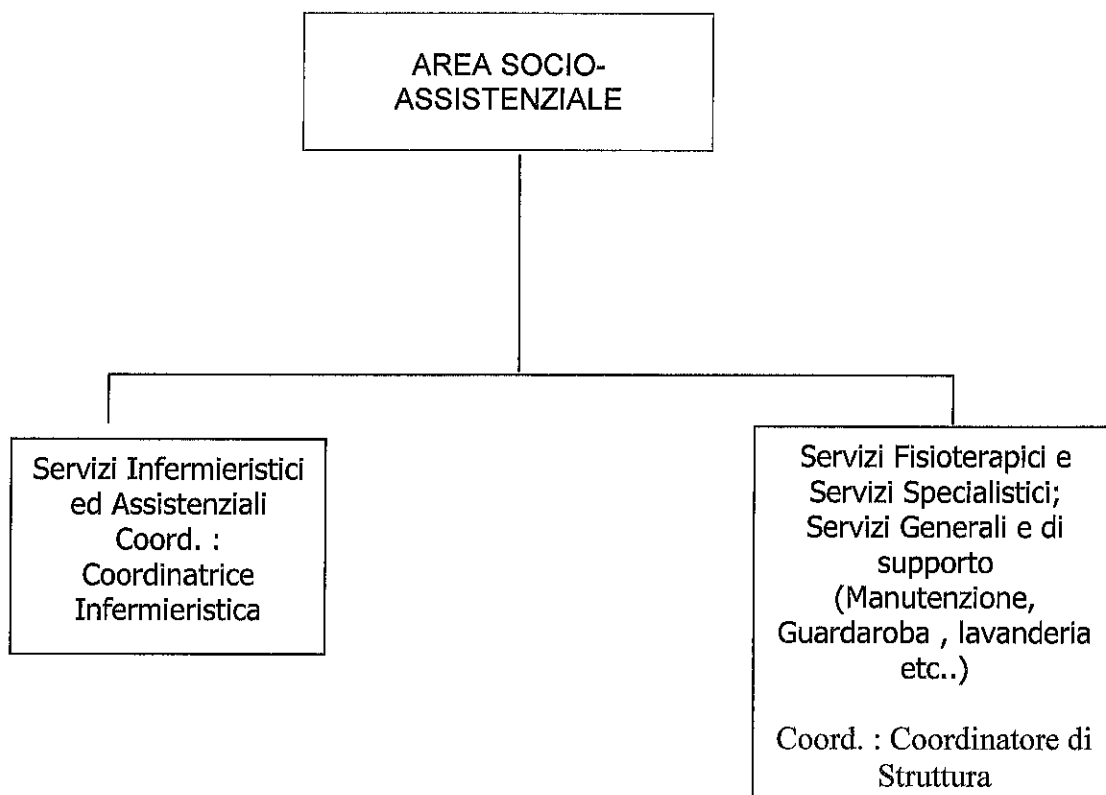 AREA SOCIO-
ASSISTENZIALE
Servizi Infermieristici
ed Assistenziali
Coord. :
Coordinatrice
Infermieristica
Servizi Fisioterapici e
Servizi Specialistici;
Servizi Generali e di
supporto
(Manutenzione,
Guardaroba , lavanderia
etc..)
Coord. : Coordinatore di
Struttura